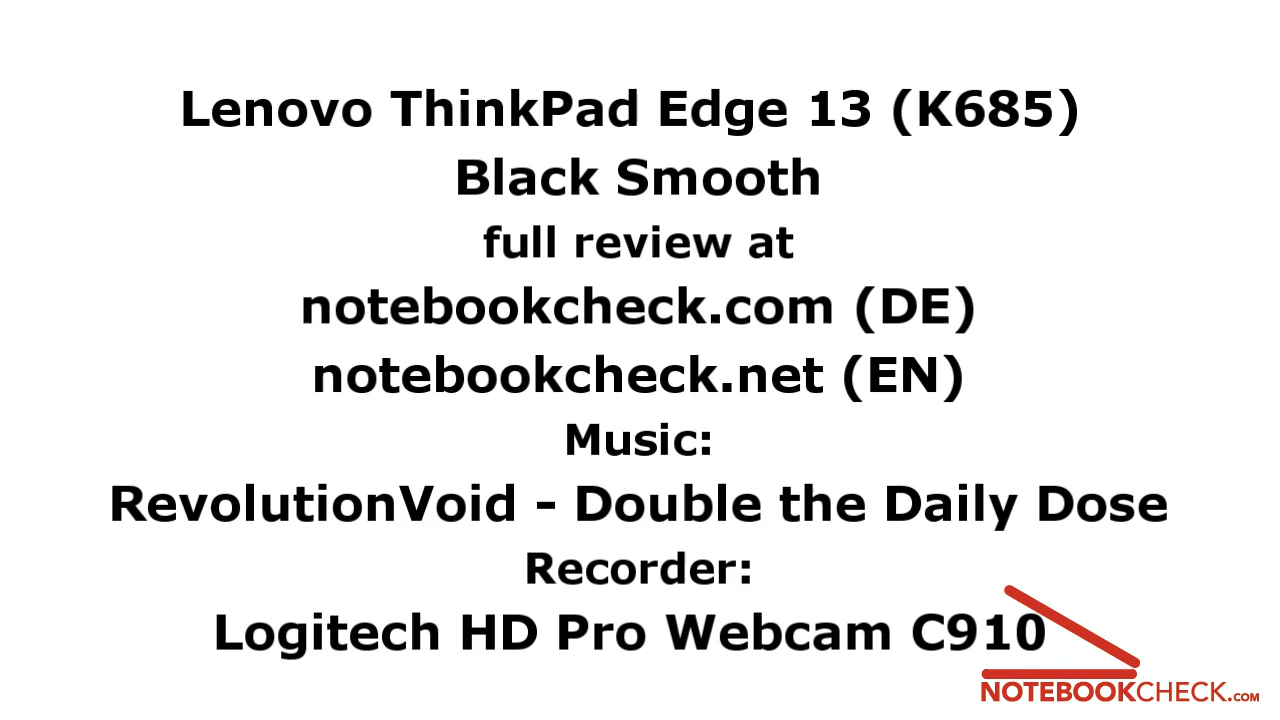 Lenovo ThinkPad Edge 13 (K685)
Black Smooth
full review at
notebookcheck.com (DE)
notebookcheck.net (EN)
Music:
RevolutionVoid - Double the Daily Dose
Recorder:
Logitech HD Pro Webcam C910
NOTEBOOKCHECK.COM